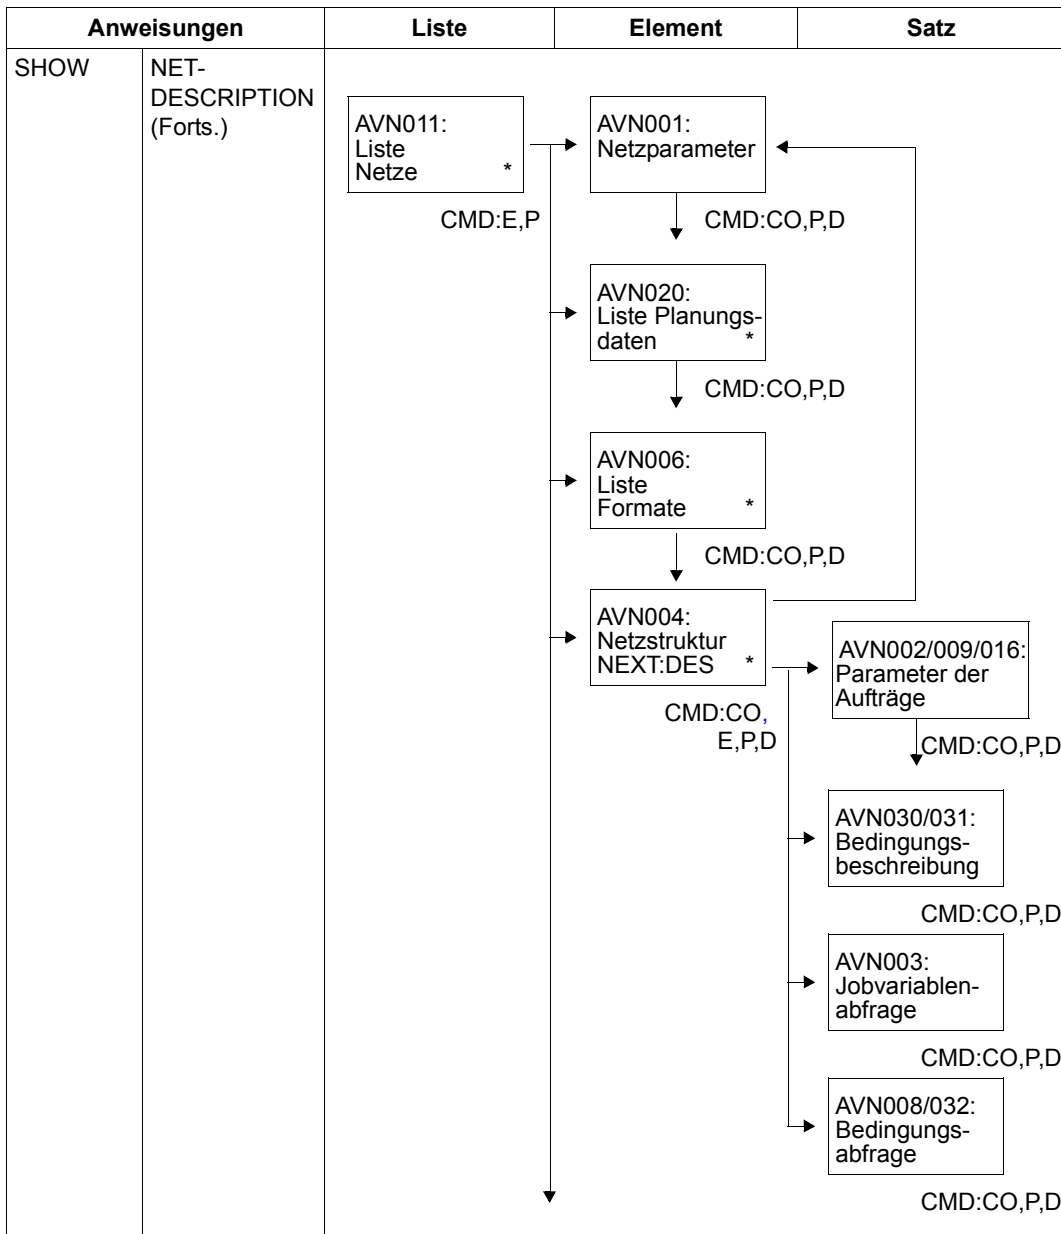 Anweisungen Liste Element Satz
SHOW NET-
DESCRIPTION
(Forts.)
AVN011:
Liste
Netze *
CMD:E,P
AVN001:
Netzparameter
CMD:CO,P,D
AVN020:
Liste Planungs-
daten *
CMD:CO,P,D
AVN006:
Liste
Formate *
CMD:CO,P,D
AVN004:
Netzstruktur
NEXT:DES *
CMD:CO,
E,P,D
AVN002/009/016:
Parameter der
Aufträge
CMD:CO,P,D
AVN030/031:
Bedingungs-
beschreibung
CMD:CO,P,D
AVN003:
Jobvariablen-
abfrage
CMD:CO,P,D
AVN008/032:
Bedingungs-
abfrage
CMD:CO,P,D